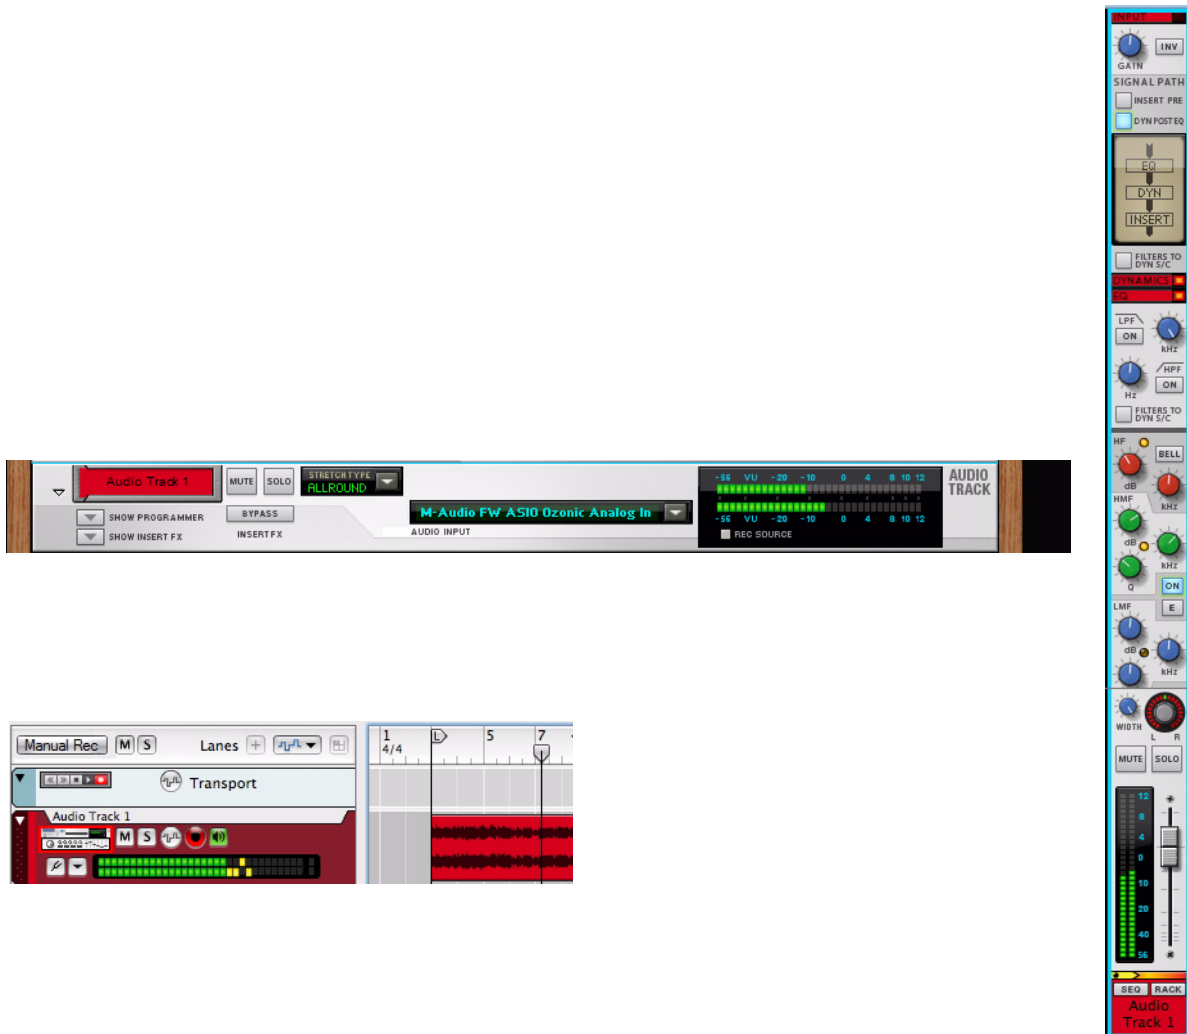 Audio Track 1
MUTE SOLO
STRETCH TYPE
ALLROUND
SHOW PROGRAMMER
SHOW INSERT FX
BYPASS
INSERT FX
M-Audio FW ASIO Ozonic Analog In
AUDIO INPUT
-56 VU -20 -10 0 4 8 10 12
-56 VU -20 -10 0 4 8 10 12
REC SOURCE
AUDIO
TRACK
Manual Rec M S Lanes
1 L 5 7
4/4
Transport
Audio Track 1
M S
INPUT
INV
GAIN
SIGNAL PATH
INSERT PRE
DYN POST EQ
EQ
DYN
INSERT
FILTERS TO
DYN S/C
DYNAMICS
EQ
LPF
ON
kHz
HPF
ON
Hz
FILTERS TO
DYN S/C
HF
BELL
dB
HMF
kHz
dB
kHz
Q
ON
LMF
E
dB
kHz
WIDTH
L R
MUTE SOLO
12
8
4
0
10
20
40
56
SEQ RACK
Audio
Track 1